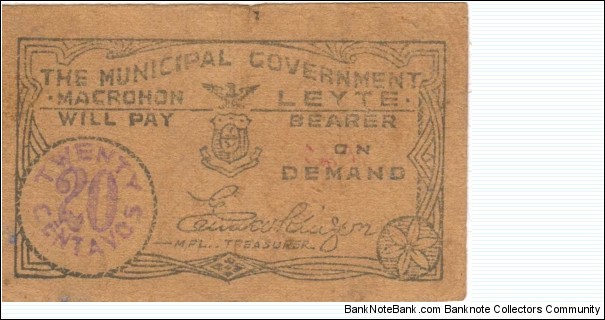 THE MUNICIPAL GOVERNMENT
· MACROHON LEYTE ·
WILL PAY BEARER
ON
DEMAND
TWENTY
20
CENTAVOS
MPL. TREASURER
BankNoteBank.com - Banknote Collectors Community